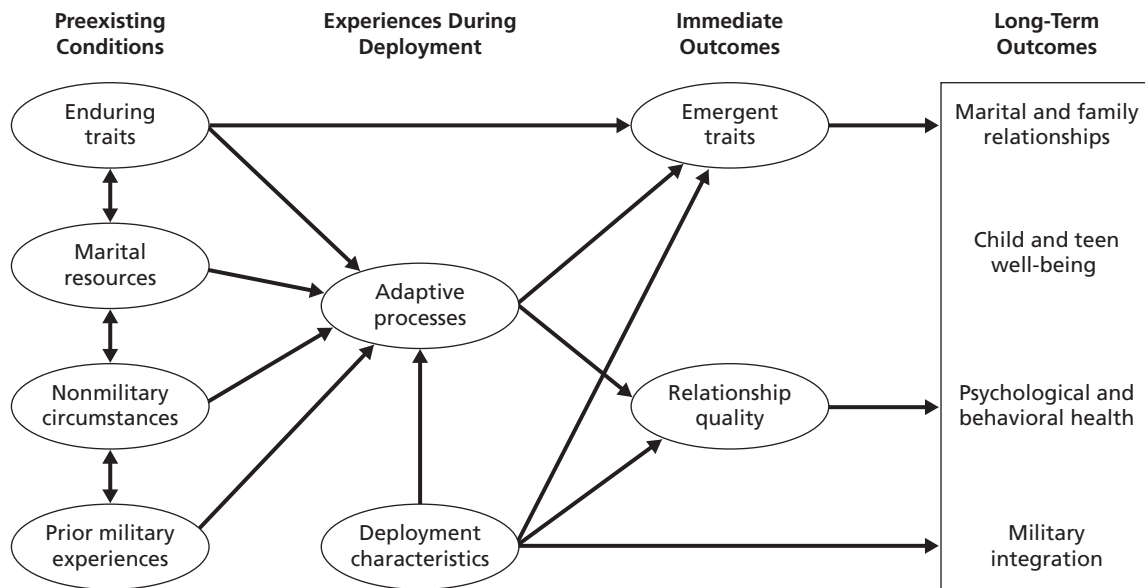 Preexisting
Conditions
Experiences During
Deployment
Immediate
Outcomes
Long-Term
Outcomes
Enduring
traits
Emergent
traits
Marital and family
relationships
Marital
resources
Child and teen
well-being
Adaptive
processes
Nonmilitary
circumstances
Relationship
quality
Psychological and
behavioral health
Prior military
experiences
Deployment
characteristics
Military
integration